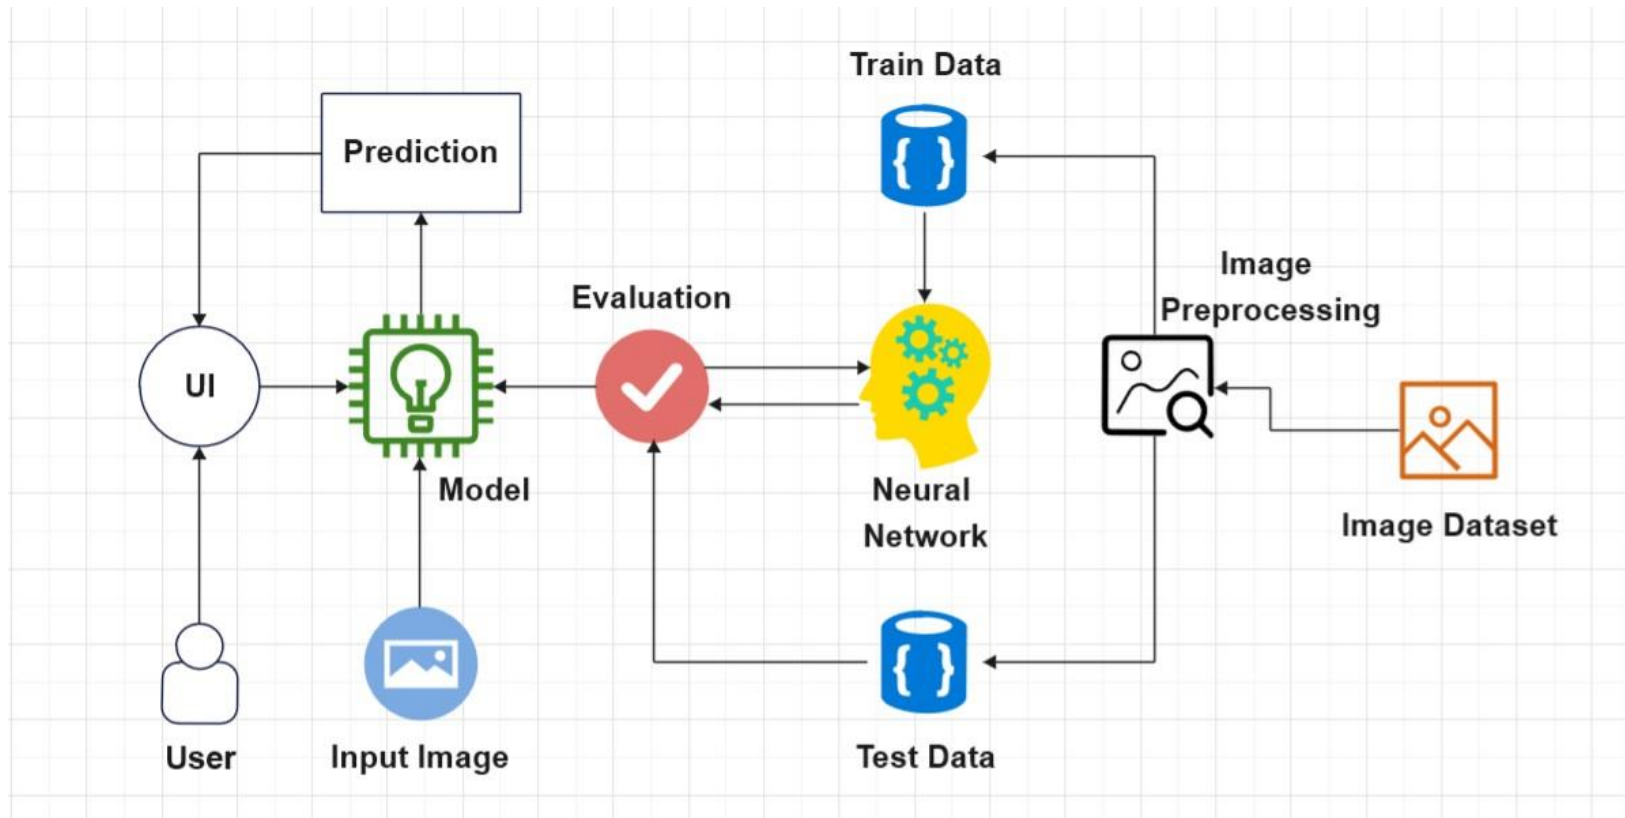 Train Data
Prediction
Image
Preprocessing
Evaluation
UI
Model
Neural
Network
Image Dataset
User
Input Image
Test Data